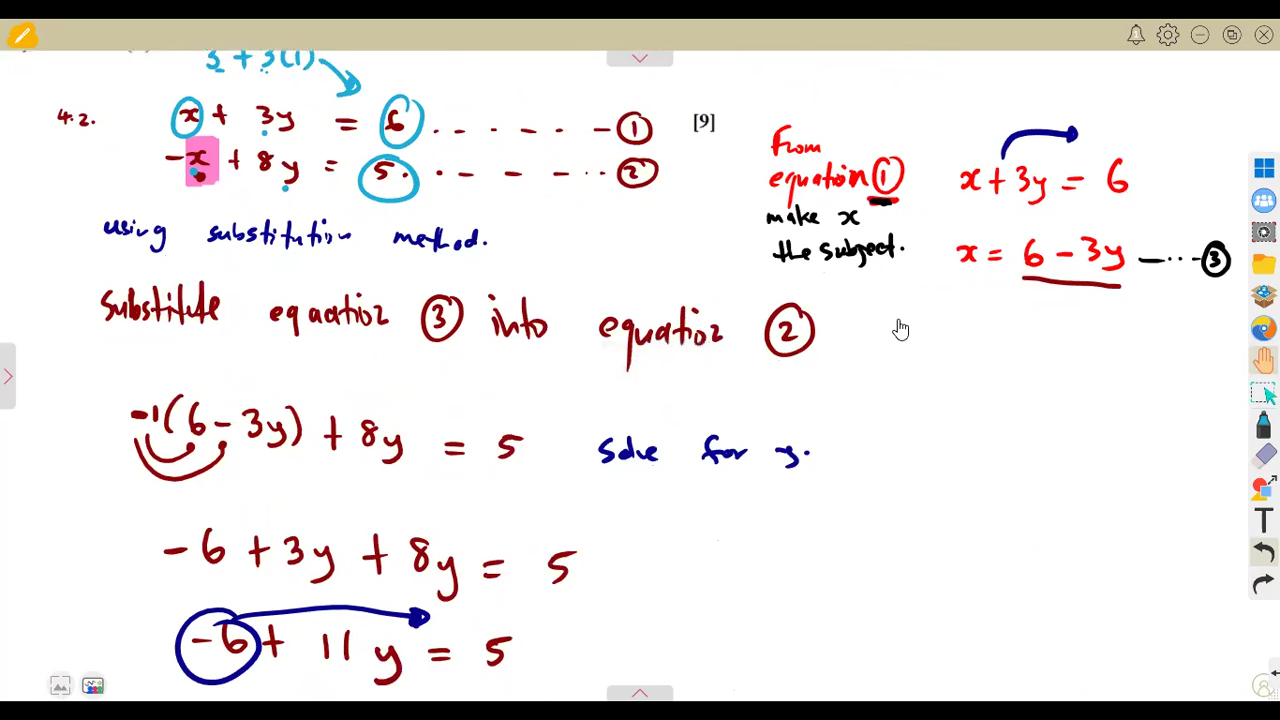 3 + 3(1)
4.2. x + 3y = 6 . - - - - - ①
[9]
-x + 8y = 5 . - - - - .. ②
using substitution method.
From
equation ①
make x
the subject.
x + 3y = 6
x = 6 - 3y —··- ③
substitute equation ③ into equation ②
-1(6 - 3y) + 8y = 5 solve for y.
-6 + 3y + 8y = 5
-6 + 11y = 5
T